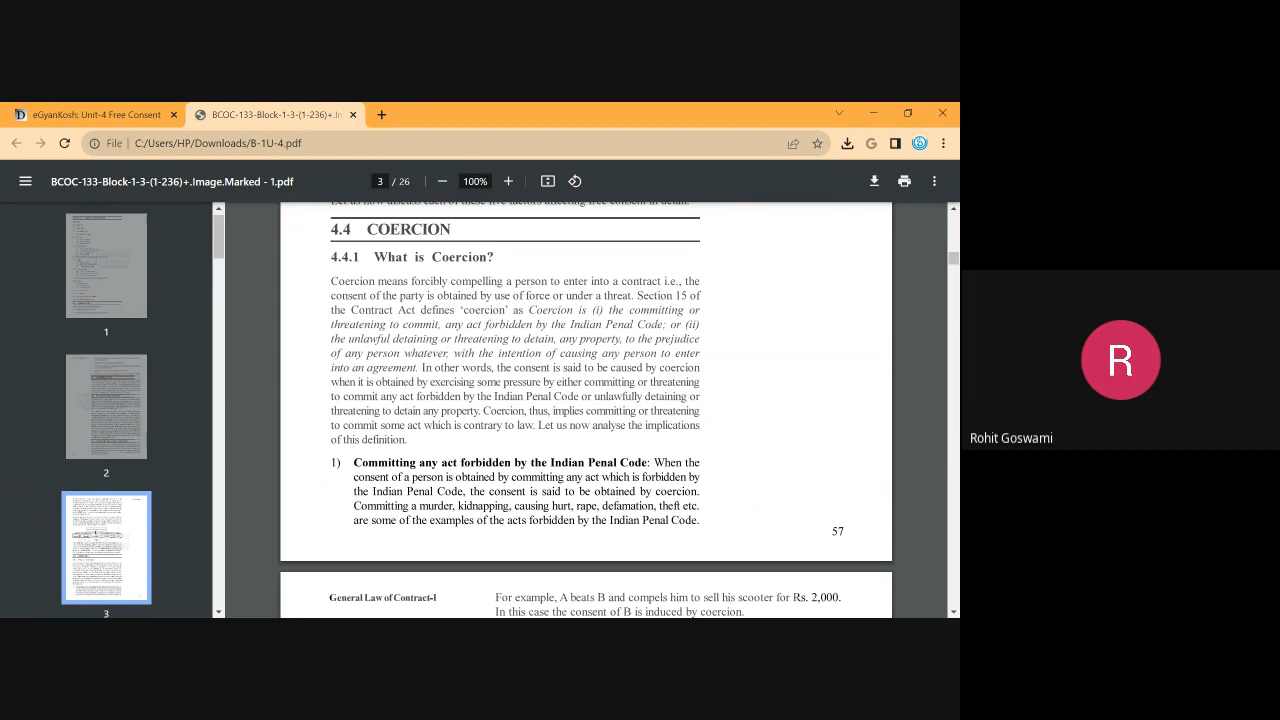 eGyanKosh: Unit-4 Free Consent
BCOC-133-Block-1-3-(1-236)+.In
File
C:/Users/HP/Downloads/B-1U-4.pdf
BCOC-133-Block-1-3-(1-236)+.Image.Marked - 1.pdf
3 / 26
100%
Let us now discuss each of these five factors affecting free consent in detail.
4.4 COERCION
4.4.1 What is Coercion?
Coercion means forcibly compelling a person to enter into a contract i.e., the
consent of the party is obtained by use of force or under a threat. Section 15 of
the Contract Act defines ‘coercion’ as Coercion is (i) the committing or
threatening to commit, any act forbidden by the Indian Penal Code; or (ii)
the unlawful detaining or threatening to detain, any property, to the prejudice
of any person whatever, with the intention of causing any person to enter
into an agreement. In other words, the consent is said to be caused by coercion
when it is obtained by exercising some pressure by either committing or threatening
to commit any act forbidden by the Indian Penal Code or unlawfully detaining or
threatening to detain any property. Coercion, thus, implies committing or threatening
to commit some act which is contrary to law. Let us now analyse the implications
of this definition.
1) Committing any act forbidden by the Indian Penal Code: When the
consent of a person is obtained by committing any act which is forbidden by
the Indian Penal Code, the consent is said to be obtained by coercion.
Committing a murder, kidnapping,causing hurt, rape, defamation, theft etc.
are some of the examples of the acts forbidden by the Indian Penal Code.
57
General Law of Contract-I
For example, A beats B and compels him to sell his scooter for Rs. 2,000.
In this case the consent of B is induced by coercion.
1
2
3
R
Rohit Goswami